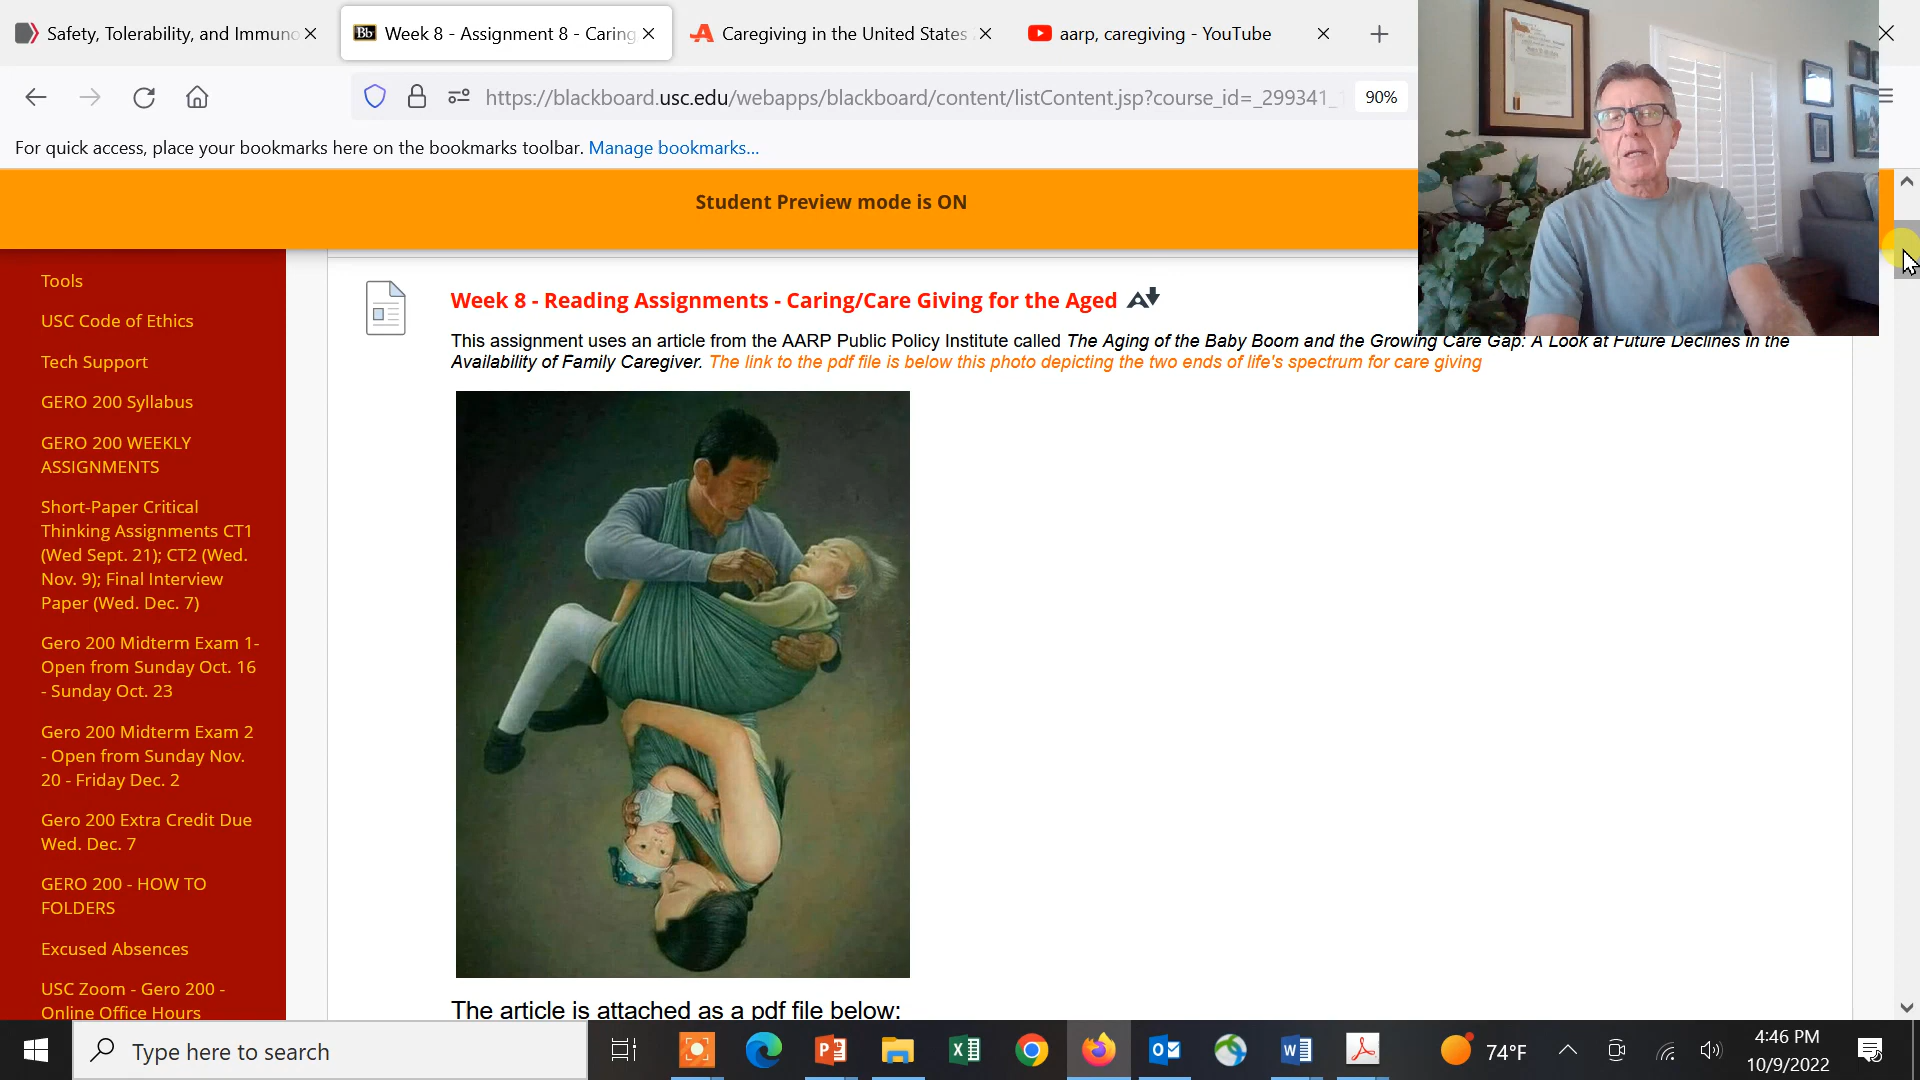 Safety, Tolerability, and Immuno
Week 8 - Assignment 8 - Caring
Caregiving in the United States
aarp, caregiving - YouTube
https://blackboard.usc.edu/webapps/blackboard/content/listContent.jsp?course_id=_299341_
90%
For quick access, place your bookmarks here on the bookmarks toolbar. Manage bookmarks...
Student Preview mode is ON
Tools
USC Code of Ethics
Tech Support
GERO 200 Syllabus
GERO 200 WEEKLY
ASSIGNMENTS
Short-Paper Critical
Thinking Assignments CT1
(Wed Sept. 21); CT2 (Wed.
Nov. 9); Final Interview
Paper (Wed. Dec. 7)
Gero 200 Midterm Exam 1-
Open from Sunday Oct. 16
- Sunday Oct. 23
Gero 200 Midterm Exam 2
- Open from Sunday Nov.
20 - Friday Dec. 2
Gero 200 Extra Credit Due
Wed. Dec. 7
GERO 200 - HOW TO
FOLDERS
Excused Absences
USC Zoom - Gero 200 -
Online Office Hours
Week 8 - Reading Assignments - Caring/Care Giving for the Aged
This assignment uses an article from the AARP Public Policy Institute called The Aging of the Baby Boom and the Growing Care Gap: A Look at Future Declines in the
Availability of Family Caregiver. The link to the pdf file is below this photo depicting the two ends of life's spectrum for care giving
The article is attached as a pdf file below:
Type here to search
74°F
4:46 PM
10/9/2022